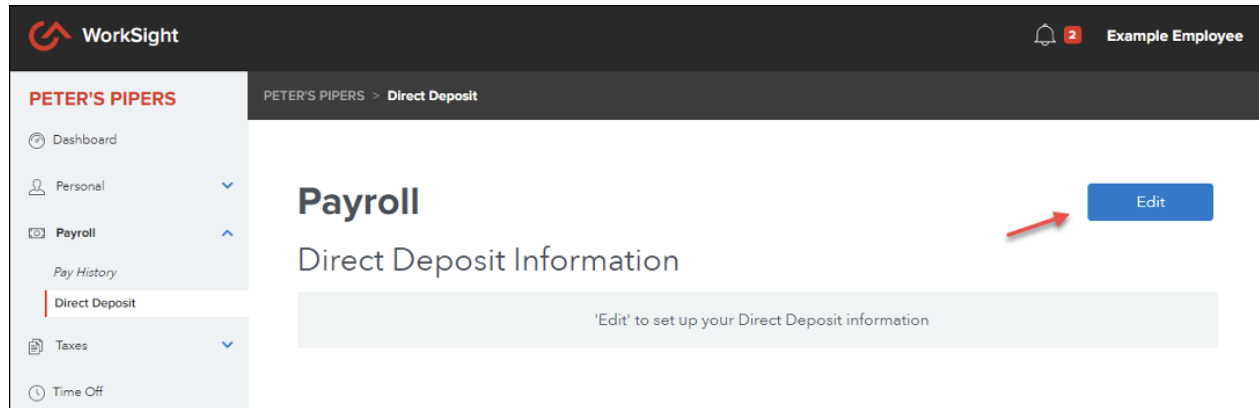 WorkSight
2 Example Employee
PETER'S PIPERS
PETER'S PIPERS > Direct Deposit
Dashboard
Personal
Payroll
Pay History
Direct Deposit
Taxes
Time Off
Payroll
Edit
Direct Deposit Information
'Edit' to set up your Direct Deposit information